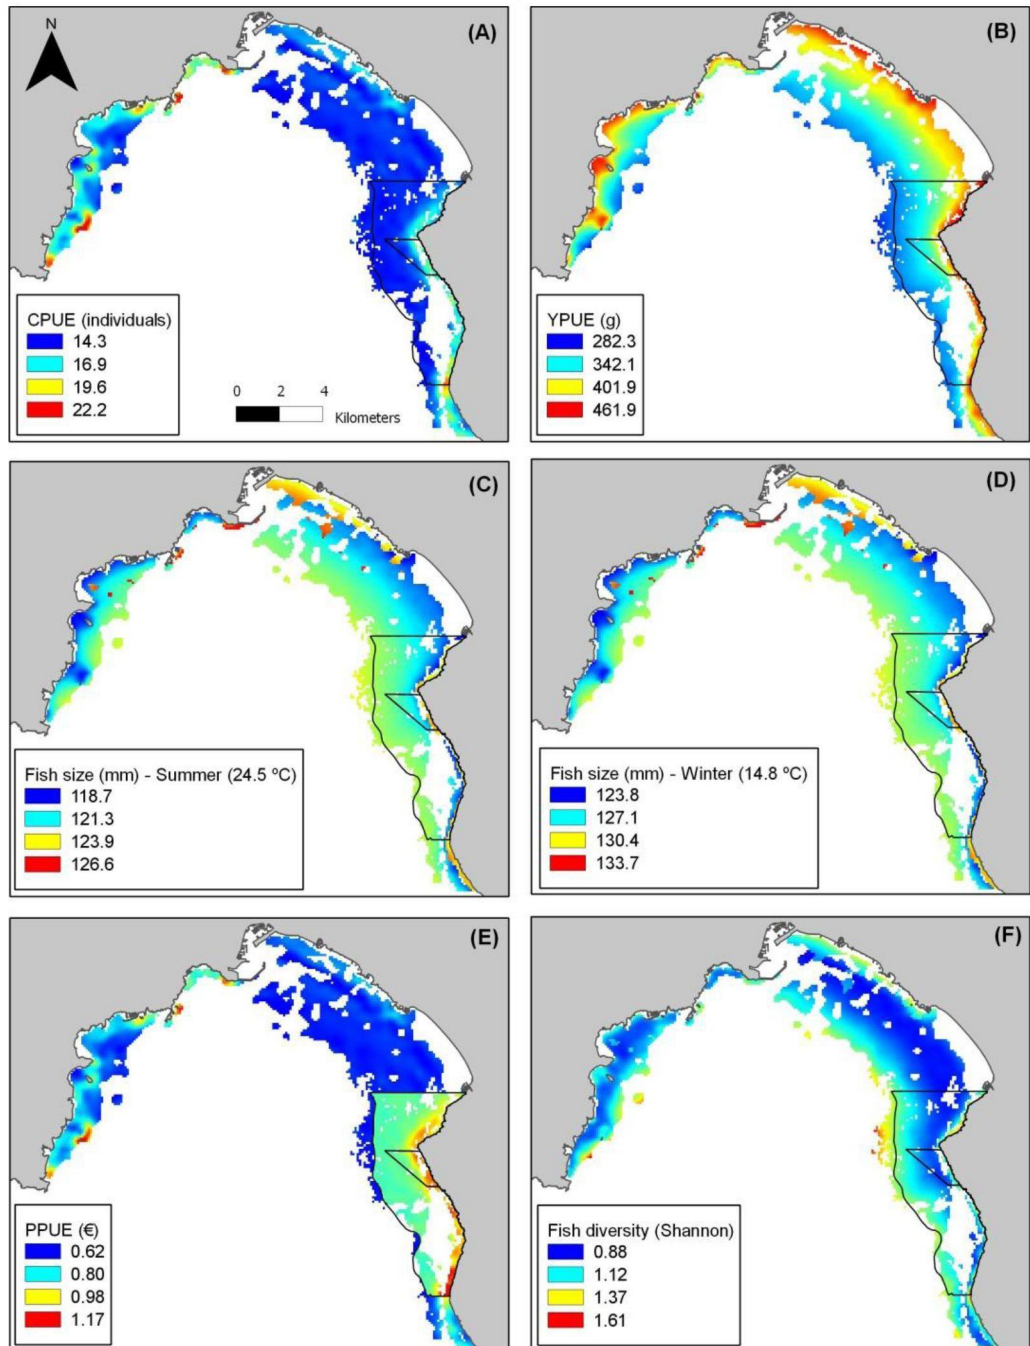 N
(A)
CPUE (individuals)
14.3
16.9
19.6
22.2
0 2 4
Kilometers
(B)
YPUE (g)
282.3
342.1
401.9
461.9
(C)
Fish size (mm) - Summer (24.5 ºC)
118.7
121.3
123.9
126.6
(D)
Fish size (mm) - Winter (14.8 ºC)
123.8
127.1
130.4
133.7
(E)
PPUE (€)
0.62
0.80
0.98
1.17
(F)
Fish diversity (Shannon)
0.88
1.12
1.37
1.61